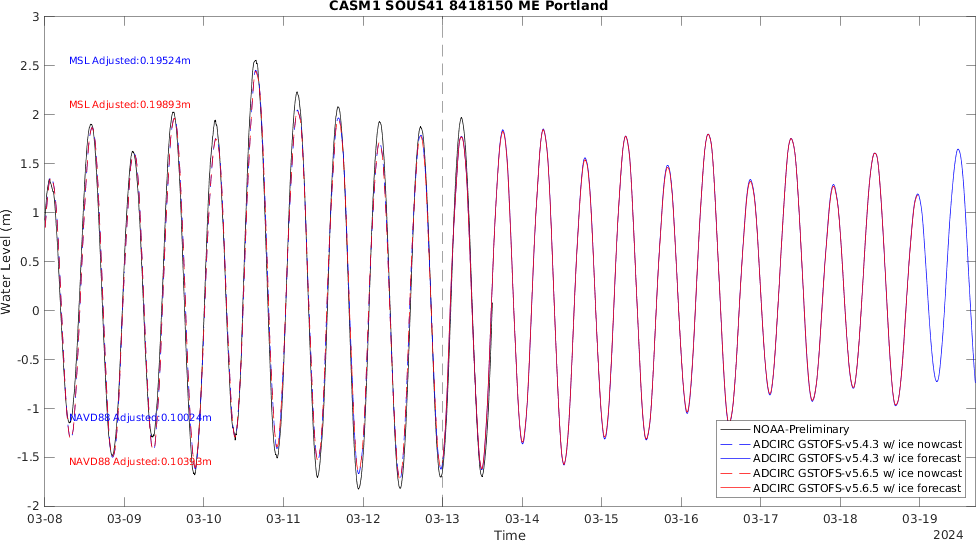 CASM1 SOUS41 8418150 ME Portland
3
2.5
2
1.5
1
0.5
0
-0.5
-1
-1.5
-2
Water Level (m)
MSL Adjusted:0.19524m
MSL Adjusted:0.19893m
NAVD88 Adjusted:0.10024m
NAVD88 Adjusted:0.10393m
NOAA-Preliminary
ADCIRC GSTOFS-v5.4.3 w/ ice nowcast
ADCIRC GSTOFS-v5.4.3 w/ ice forecast
ADCIRC GSTOFS-v5.6.5 w/ ice nowcast
ADCIRC GSTOFS-v5.6.5 w/ ice forecast
03-08 03-09 03-10 03-11 03-12 03-13 03-14 03-15 03-16 03-17 03-18 03-19
Time
2024